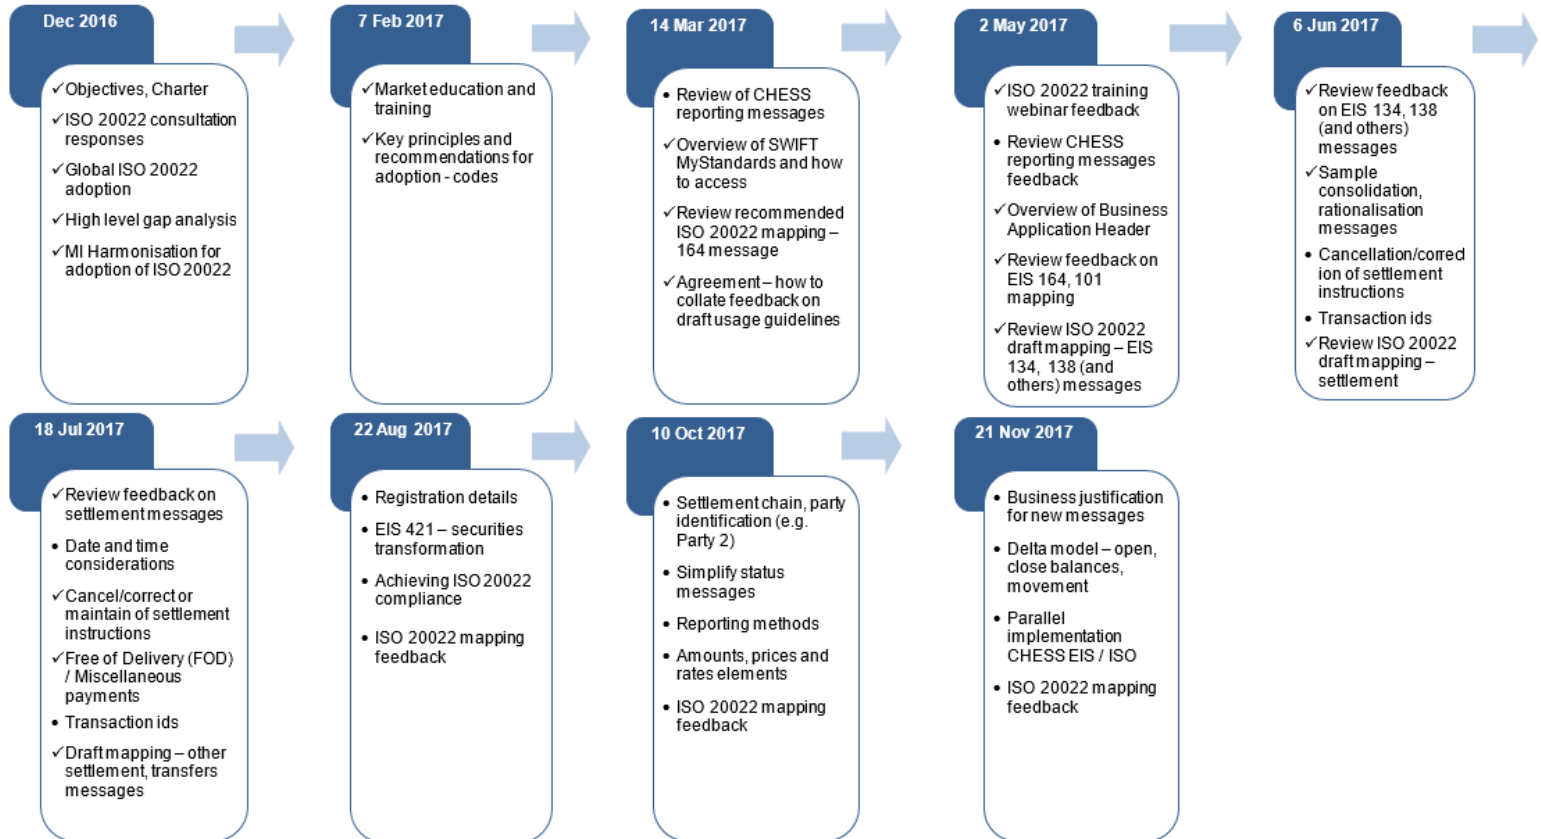 Dec 2016
✓Objectives, Charter
✓ISO 20022 consultation
responses
✓Global ISO 20022
adoption
✓High level gap analysis
✓MI Harmonisation for
adoption of ISO 20022
7 Feb 2017
✓Market education and
training
✓Key principles and
recommendations for
adoption - codes
14 Mar 2017
• Review of CHESS
reporting messages
✓Overview of SWIFT
MyStandards and how
to access
✓Review recommended
ISO 20022 mapping –
164 message
✓Agreement – how to
collate feedback on
draft usage guidelines
2 May 2017
✓ISO 20022 training
webinar feedback
• Review CHESS
reporting messages
feedback
✓Overview of Business
Application Header
✓Review feedback on
EIS 164, 101
mapping
✓Review ISO 20022
draft mapping – EIS
134, 138 (and
others) messages
6 Jun 2017
✓Review feedback
on EIS 134, 138
(and others)
messages
✓Sample
consolidation,
rationalisation
messages
• Cancellation/correct
ion of settlement
instructions
• Transaction ids
✓Review ISO 20022
draft mapping –
settlement
18 Jul 2017
✓Review feedback on
settlement messages
• Date and time
considerations
✓Cancel/correct or
maintain of settlement
instructions
✓Free of Delivery (FOD)
/ Miscellaneous
payments
• Transaction ids
✓Draft mapping – other
settlement, transfers
messages
22 Aug 2017
• Registration details
• EIS 421 – securities
transformation
• Achieving ISO 20022
compliance
• ISO 20022 mapping
feedback
10 Oct 2017
• Settlement chain, party
identification (e.g.
Party 2)
• Simplify status
messages
• Reporting methods
• Amounts, prices and
rates elements
• ISO 20022 mapping
feedback
21 Nov 2017
• Business justification
for new messages
• Delta model – open,
close balances,
movement
• Parallel
implementation
CHESS EIS / ISO
• ISO 20022 mapping
feedback